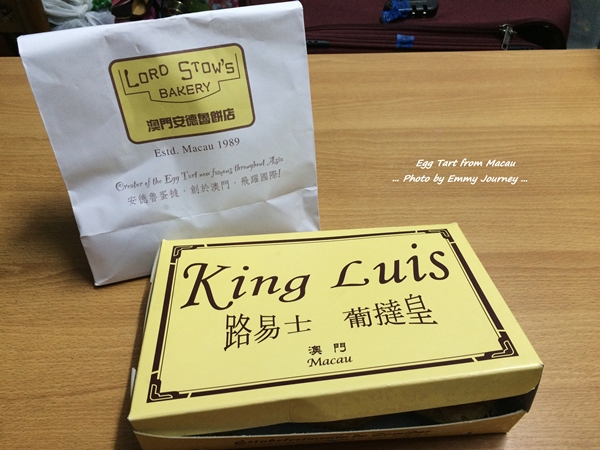 LORD STOW'S
BAKERY
澳門安德魯餅店
Estd. Macau 1989
Creator of the Egg Tart now famous throughout Asia
安德魯蛋撻，創於澳門，飛躍國際！
Egg Tart from Macau
... Photo by Emmy Journey ...
King Luis
路易士 葡撻皇
澳門
Macau